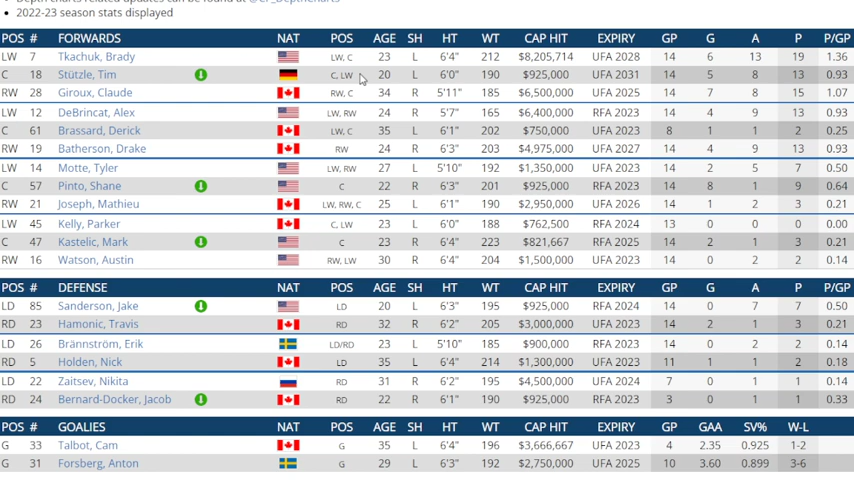 Depth charts related updates can be found at @CF_DepthCharts
2022-23 season stats displayed
POS # FORWARDS NAT POS AGE SH HT WT CAP HIT EXPIRY GP G A P P/GP
LW 7 Tkachuk, Brady LW, C 23 L 6'4" 212 $8,205,714 UFA 2028 14 6 13 19 1.36
C 18 Stützle, Tim C, LW 20 L 6'0" 190 $925,000 UFA 2031 14 5 8 13 0.93
RW 28 Giroux, Claude RW, C 34 R 5'11" 185 $6,500,000 UFA 2025 14 7 8 15 1.07
LW 12 DeBrincat, Alex LW, RW 24 R 5'7" 165 $6,400,000 RFA 2023 14 4 9 13 0.93
C 61 Brassard, Derick LW, C 35 L 6'1" 202 $750,000 UFA 2023 8 1 1 2 0.25
RW 19 Batherson, Drake RW 24 R 6'3" 203 $4,975,000 UFA 2027 14 4 9 13 0.93
LW 14 Motte, Tyler LW, RW 27 L 5'10" 192 $1,350,000 UFA 2023 14 2 5 7 0.50
C 57 Pinto, Shane C 22 R 6'3" 201 $925,000 RFA 2023 14 8 1 9 0.64
RW 21 Joseph, Mathieu LW, RW, C 25 L 6'1" 190 $2,950,000 UFA 2026 14 1 2 3 0.21
LW 45 Kelly, Parker C, LW 23 L 6'0" 188 $762,500 RFA 2024 13 0 0 0 0.00
C 47 Kastelic, Mark C 23 R 6'4" 223 $821,667 RFA 2025 14 2 1 3 0.21
RW 16 Watson, Austin RW, LW 30 R 6'4" 204 $1,500,000 UFA 2023 14 0 2 2 0.14
POS # DEFENSE NAT POS AGE SH HT WT CAP HIT EXPIRY GP G A P P/GP
LD 85 Sanderson, Jake LD 20 L 6'3" 195 $925,000 RFA 2024 14 0 7 7 0.50
RD 23 Hamonic, Travis RD 32 R 6'2" 205 $3,000,000 UFA 2023 14 2 1 3 0.21
LD 26 Brännström, Erik LD/RD 23 L 5'10" 185 $900,000 RFA 2023 14 0 2 2 0.14
RD 5 Holden, Nick LD 35 L 6'4" 214 $1,300,000 UFA 2023 11 1 1 2 0.18
LD 22 Zaitsev, Nikita RD 31 R 6'2" 195 $4,500,000 UFA 2024 7 0 1 1 0.14
RD 24 Bernard-Docker, Jacob RD 22 R 6'1" 190 $925,000 RFA 2023 3 0 1 1 0.33
POS # GOALIES NAT POS AGE SH HT WT CAP HIT EXPIRY GP GAA SV% W-L
G 33 Talbot, Cam G 35 L 6'4" 196 $3,666,667 UFA 2023 4 2.35 0.925 1-2
G 31 Forsberg, Anton G 29 L 6'3" 192 $2,750,000 UFA 2025 10 3.60 0.899 3-6